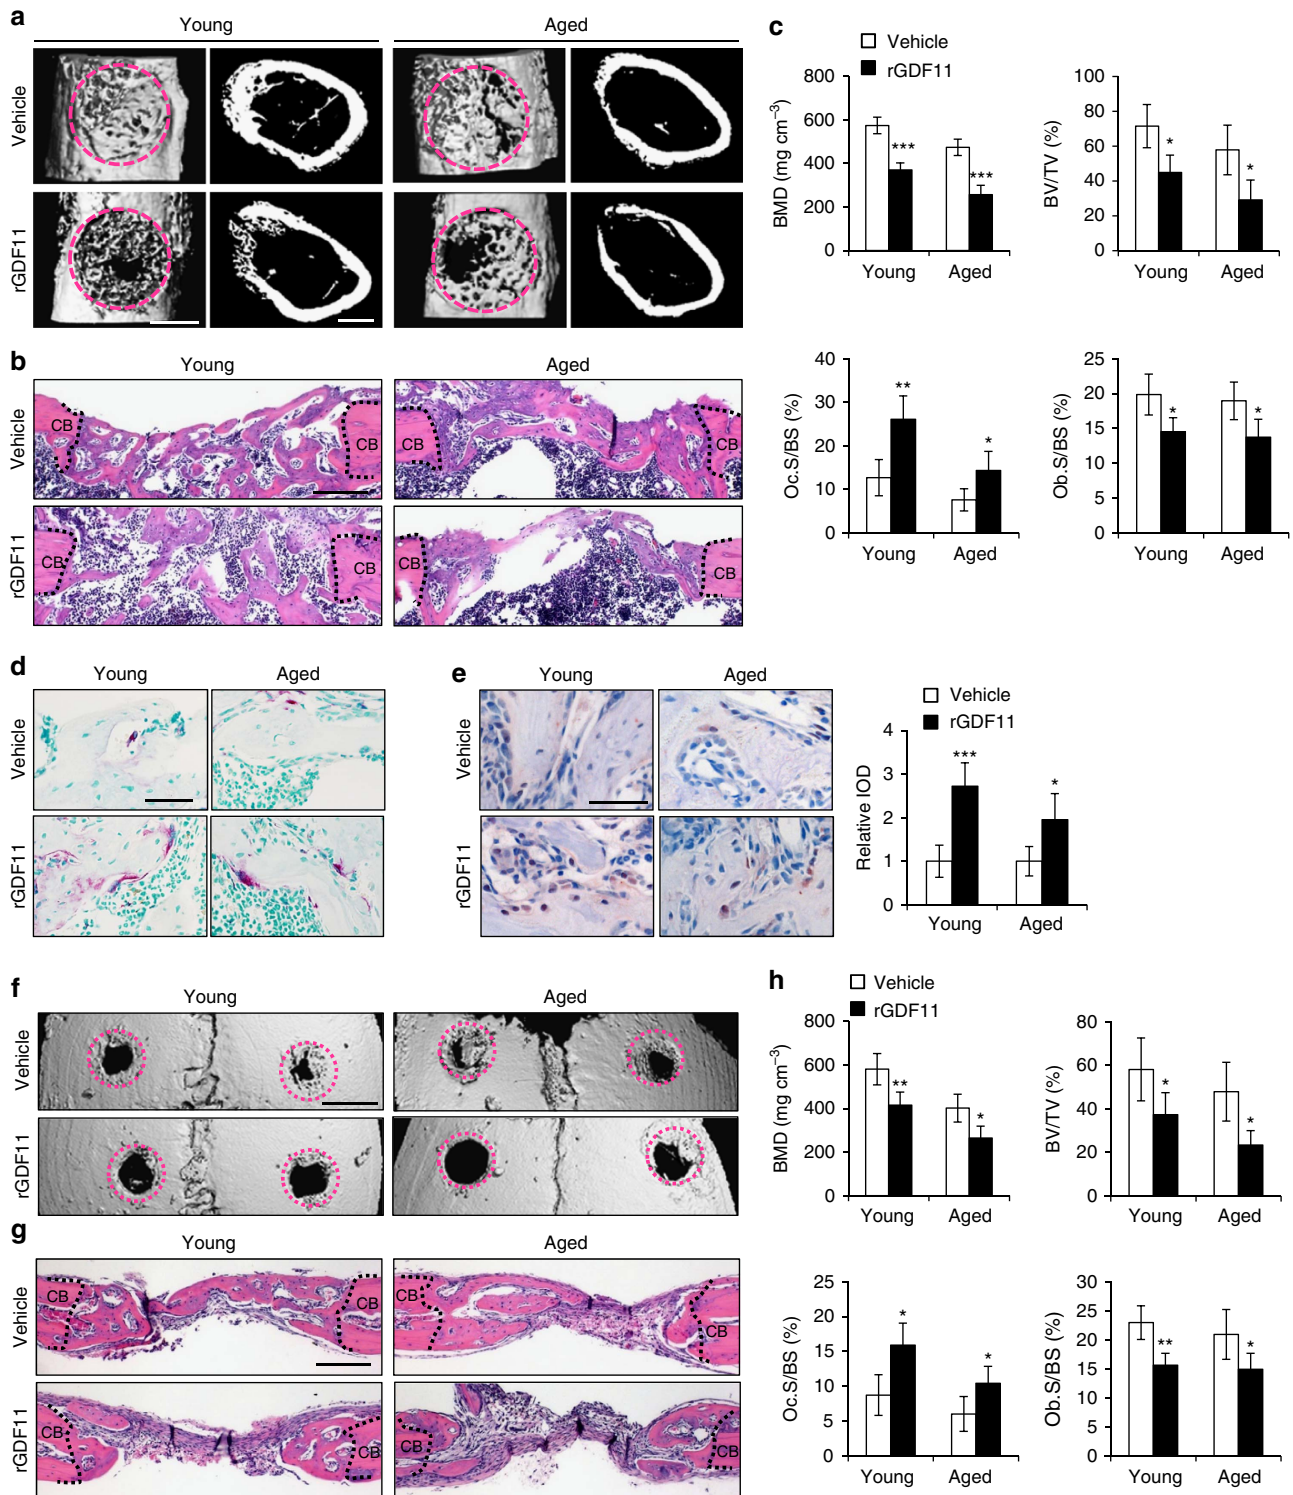 a
Young
Aged
Vehicle
rGDF11
b
Young
Aged
Vehicle
CB
CB
CB
CB
rGDF11
CB
CB
CB
CB
c
Vehicle
rGDF11
BMD (mg cm⁻³)
800
600
400
200
0
***
***
Young
Aged
BV/TV (%)
100
80
60
40
20
0
*
*
Young
Aged
Oc.S/BS (%)
40
30
20
10
0
**
*
Young
Aged
Ob.S/BS (%)
25
20
15
10
5
0
*
*
Young
Aged
d
Young
Aged
Vehicle
rGDF11
e
Young
Aged
Vehicle
rGDF11
Vehicle
rGDF11
Relative IOD
4
3
2
1
0
***
*
Young
Aged
f
Young
Aged
Vehicle
rGDF11
g
Young
Aged
Vehicle
CB
CB
CB
CB
rGDF11
CB
CB
CB
CB
h
Vehicle
rGDF11
BMD (mg cm⁻³)
800
600
400
200
0
**
*
Young
Aged
BV/TV (%)
80
60
40
20
0
*
*
Young
Aged
Oc.S/BS (%)
25
20
15
10
5
0
*
*
Young
Aged
Ob.S/BS (%)
30
25
20
15
10
5
0
**
*
Young
Aged